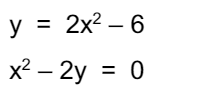 y = 2x² – 6
x² – 2y = 0